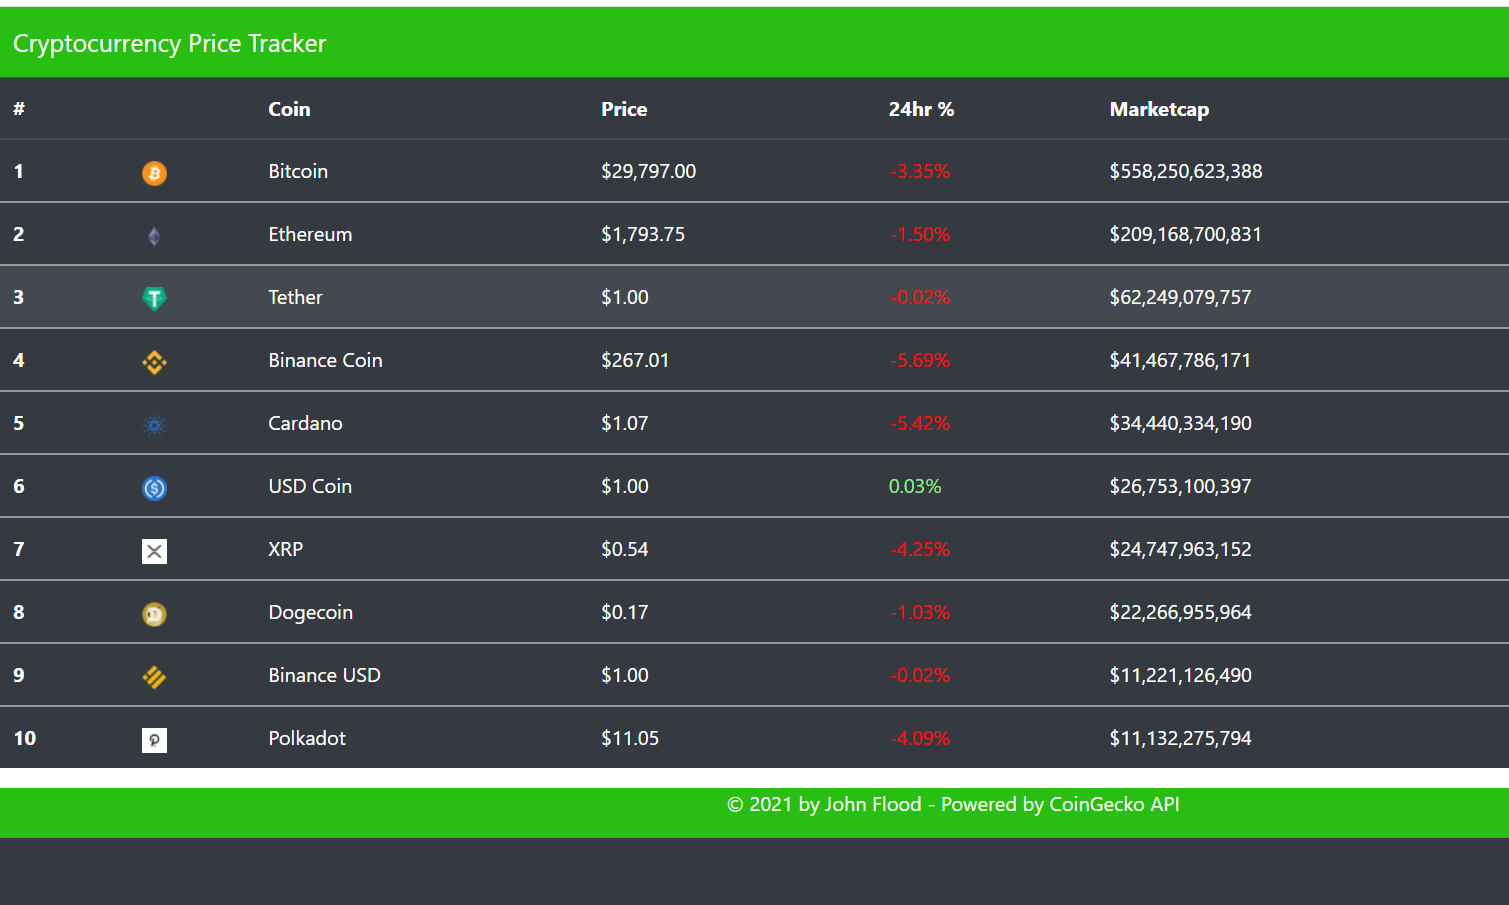 Cryptocurrency Price Tracker
# Coin Price 24hr % Marketcap
1 Bitcoin $29,797.00 -3.35% $558,250,623,388
2 Ethereum $1,793.75 -1.50% $209,168,700,831
3 Tether $1.00 -0.02% $62,249,079,757
4 Binance Coin $267.01 -5.69% $41,467,786,171
5 Cardano $1.07 -5.42% $34,440,334,190
6 USD Coin $1.00 0.03% $26,753,100,397
7 XRP $0.54 -4.25% $24,747,963,152
8 Dogecoin $0.17 -1.03% $22,266,955,964
9 Binance USD $1.00 -0.02% $11,221,126,490
10 Polkadot $11.05 -4.09% $11,132,275,794
© 2021 by John Flood - Powered by CoinGecko API